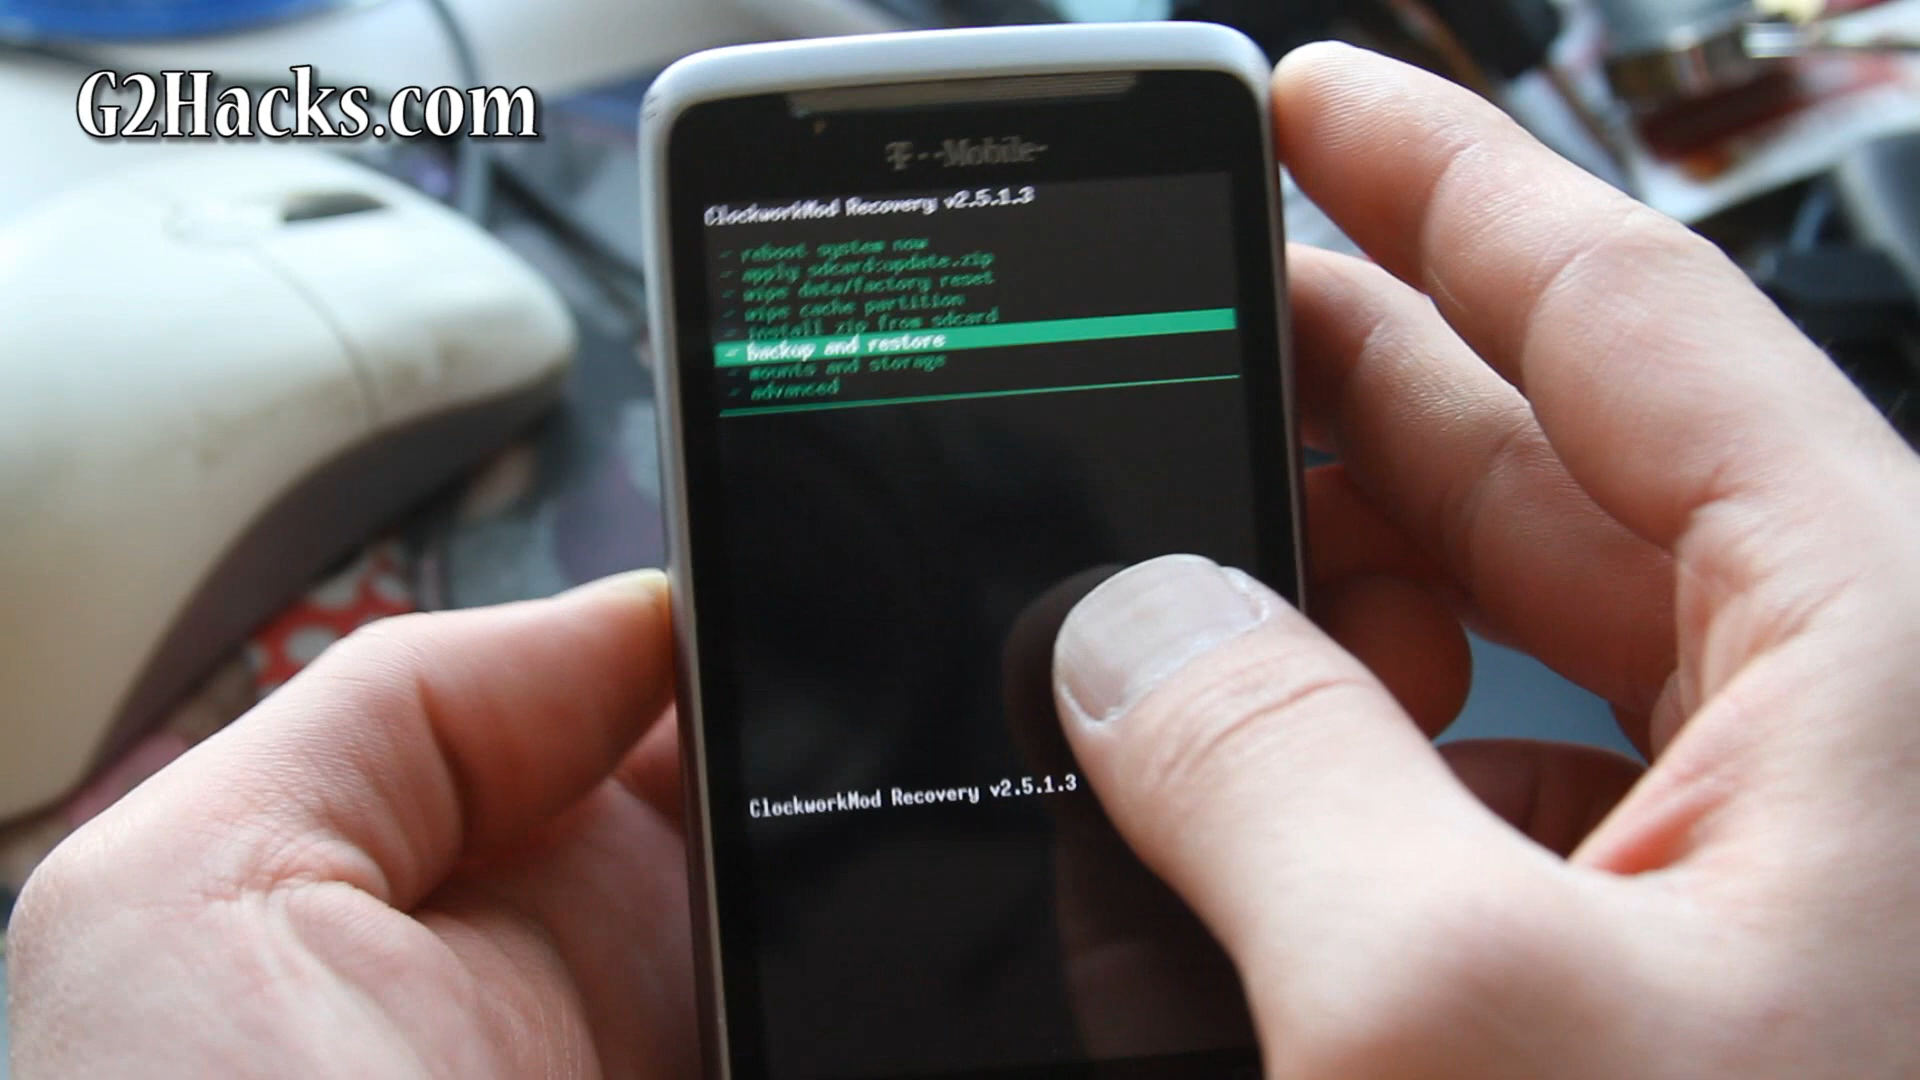 G2Hacks.com
T--Mobile-
ClockworkMod Recovery v2.5.1.3
- reboot system now
- apply sdcard:update.zip
- wipe data/factory reset
- wipe cache partition
- install zip from sdcard
- backup and restore
- mounts and storage
- advanced
ClockworkMod Recovery v2.5.1.3